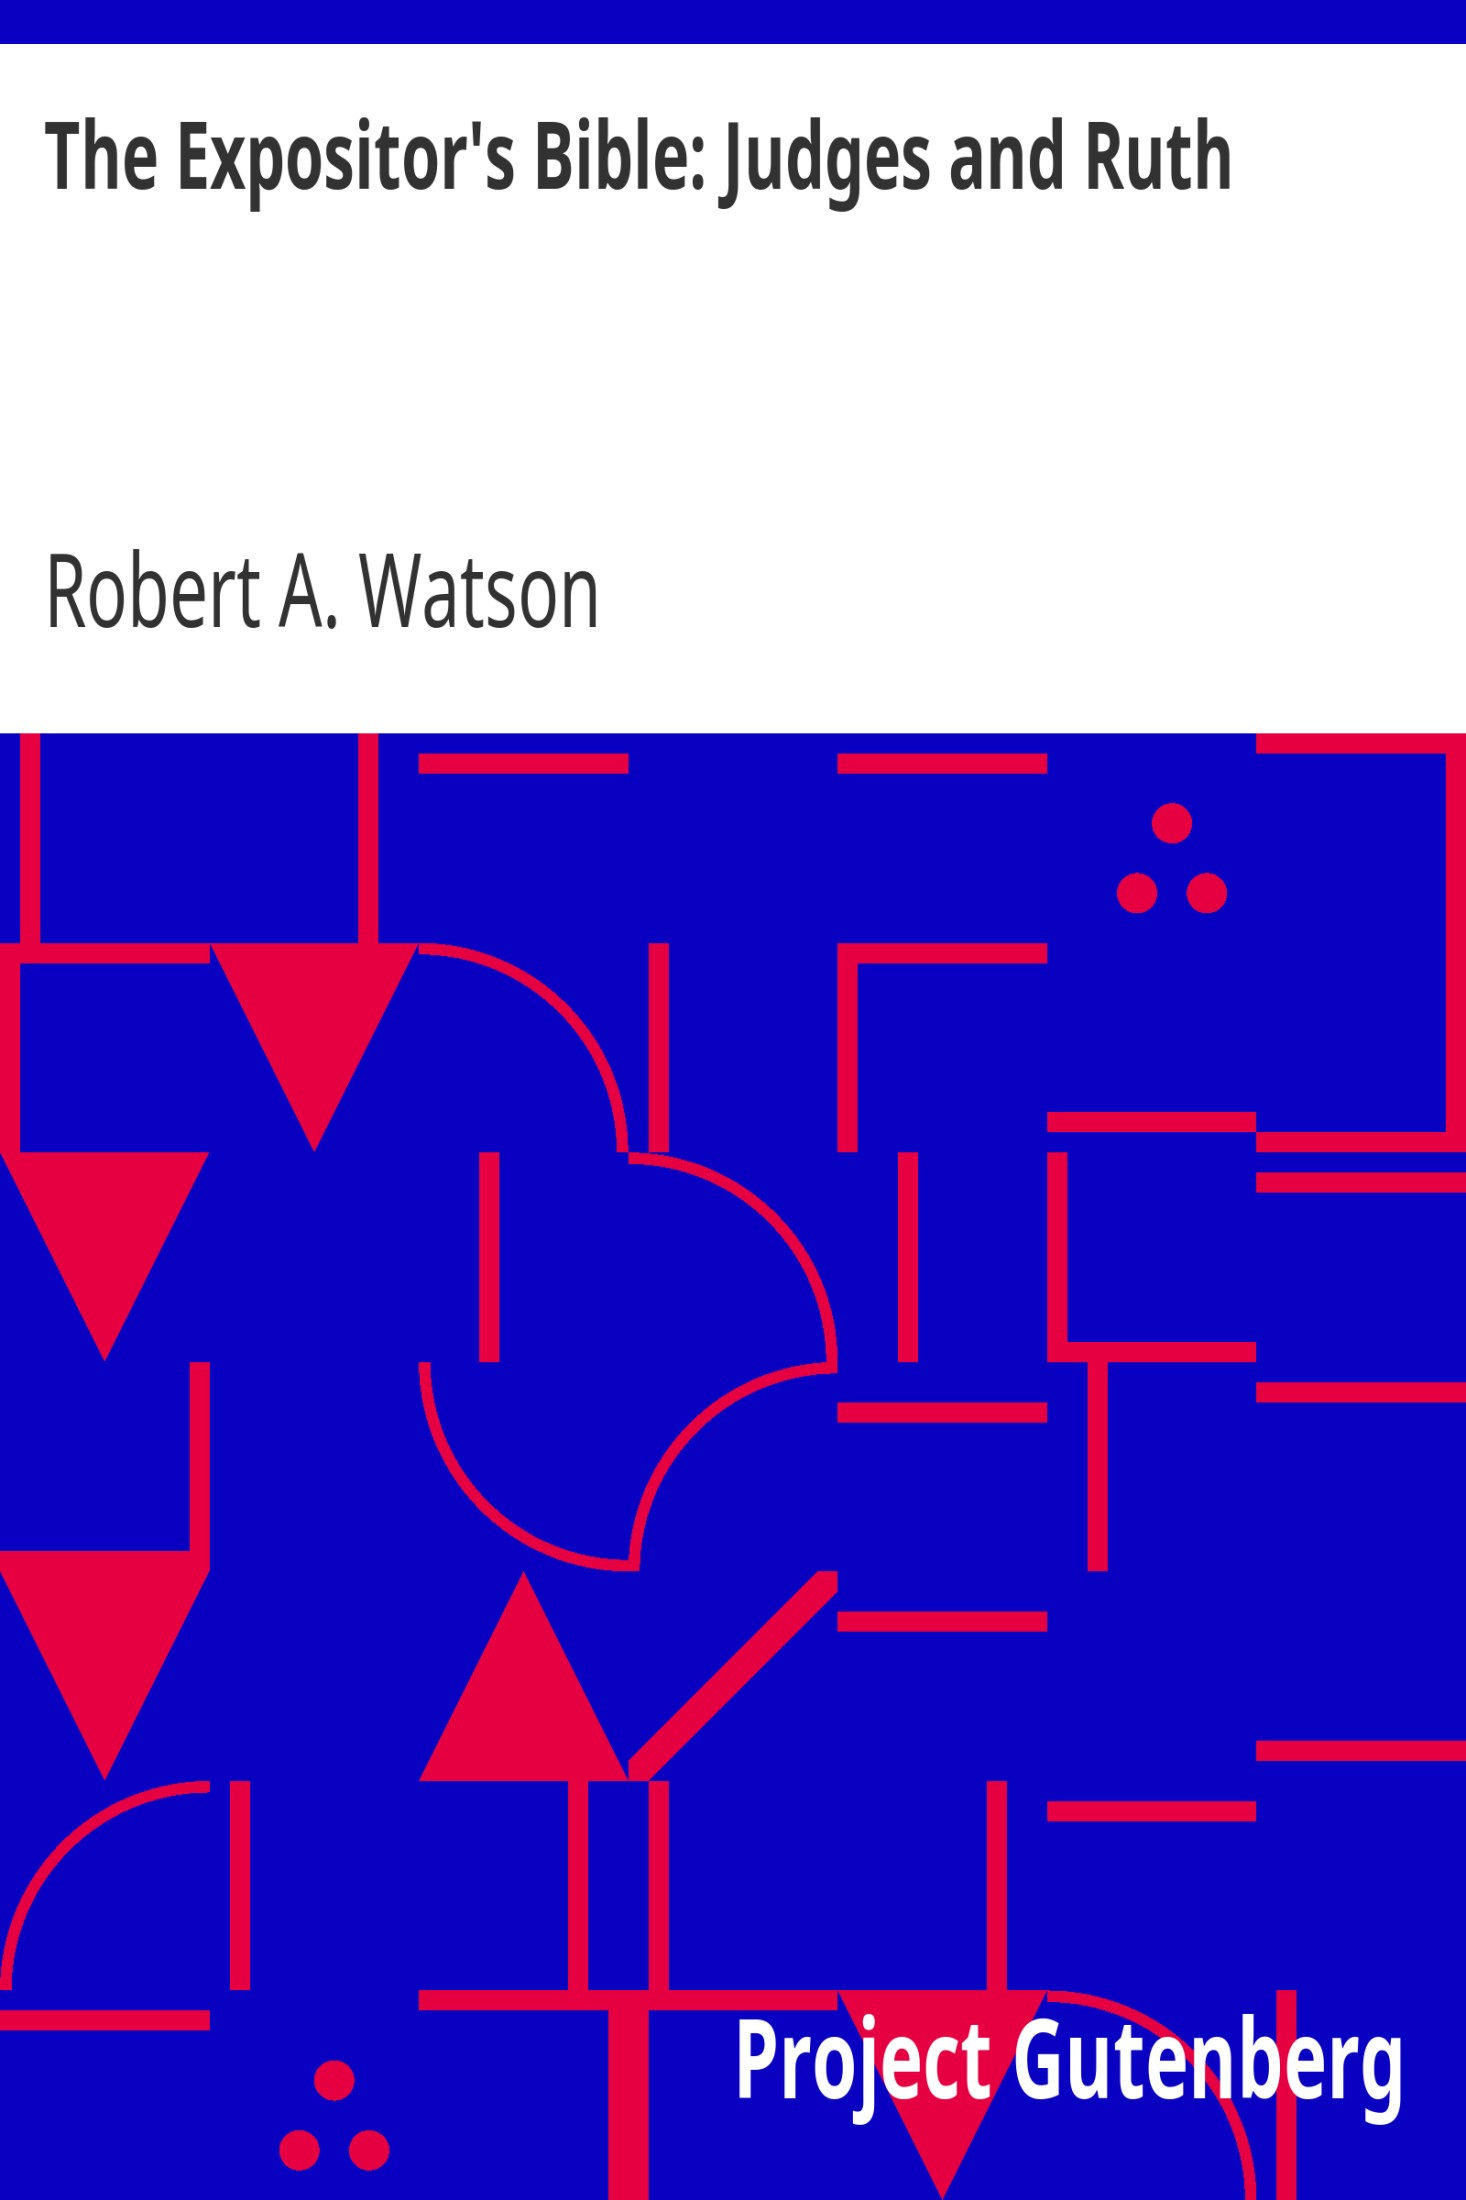 The Expositor's Bible: Judges and Ruth
Robert A. Watson
Project Gutenberg